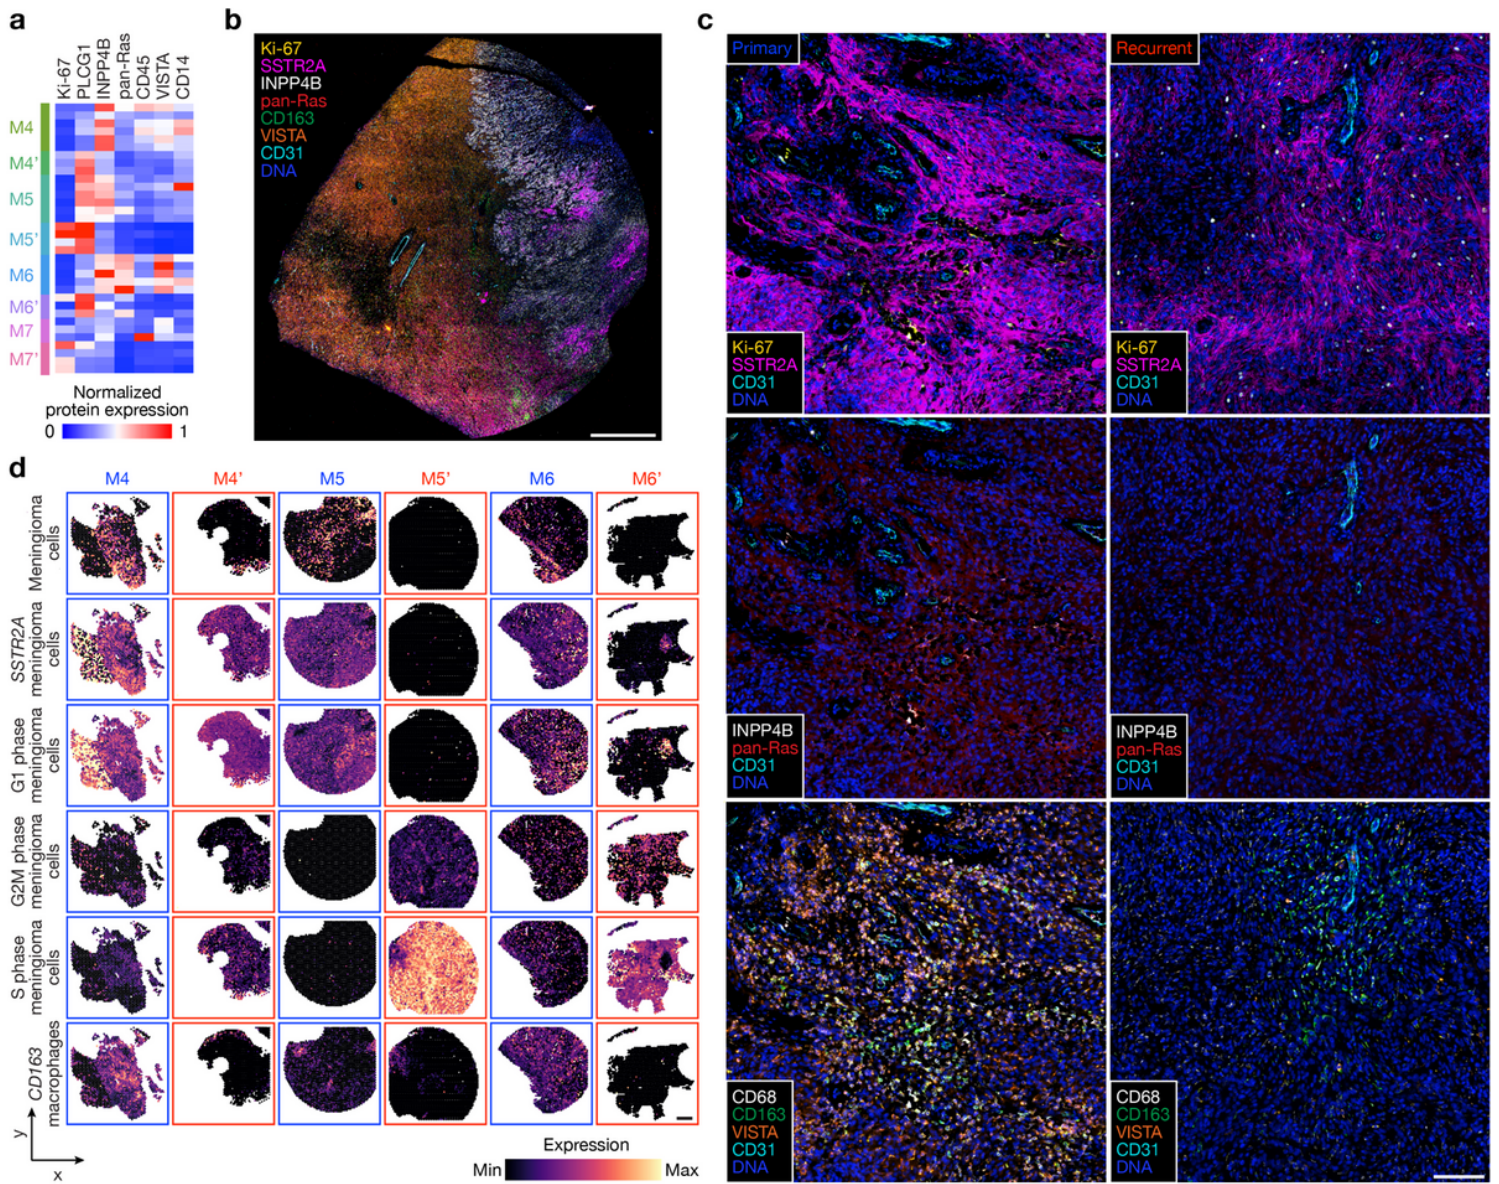 a
Ki-67
PLCG1
INPP4B
pan-Ras
CD45
VISTA
CD14
M4
M4'
M5
M5'
M6
M6'
M7
M7'
Normalized
protein expression
0
1
b
Ki-67
SSTR2A
INPP4B
pan-Ras
CD163
VISTA
CD31
DNA
c
Primary
Ki-67
SSTR2A
CD31
DNA
Recurrent
Ki-67
SSTR2A
CD31
DNA
INPP4B
pan-Ras
CD31
DNA
INPP4B
pan-Ras
CD31
DNA
CD68
CD163
VISTA
CD31
DNA
CD68
CD163
VISTA
CD31
DNA
d
M4
M4'
M5
M5'
M6
M6'
Meningioma
cells
SSTR2A
meningioma
cells
G1 phase
meningioma
cells
G2M phase
meningioma
cells
S phase
meningioma
cells
CD163
macrophages
y
x
Expression
Min
Max